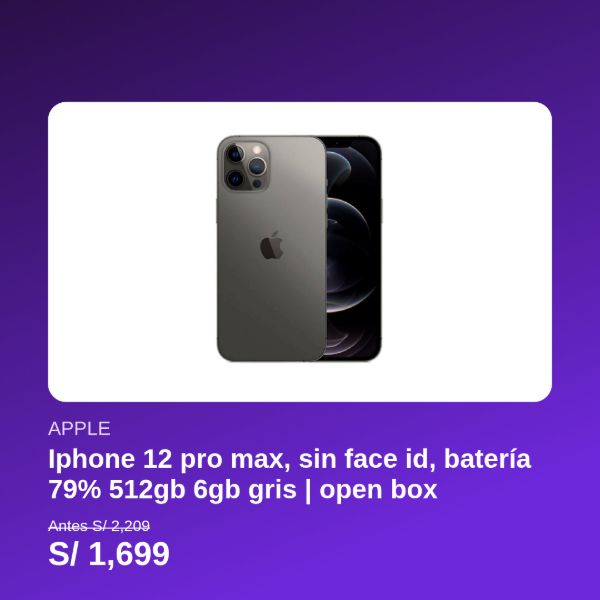 APPLE
Iphone 12 pro max, sin face id, batería
79% 512gb 6gb gris | open box
Antes S/ 2,209
S/ 1,699